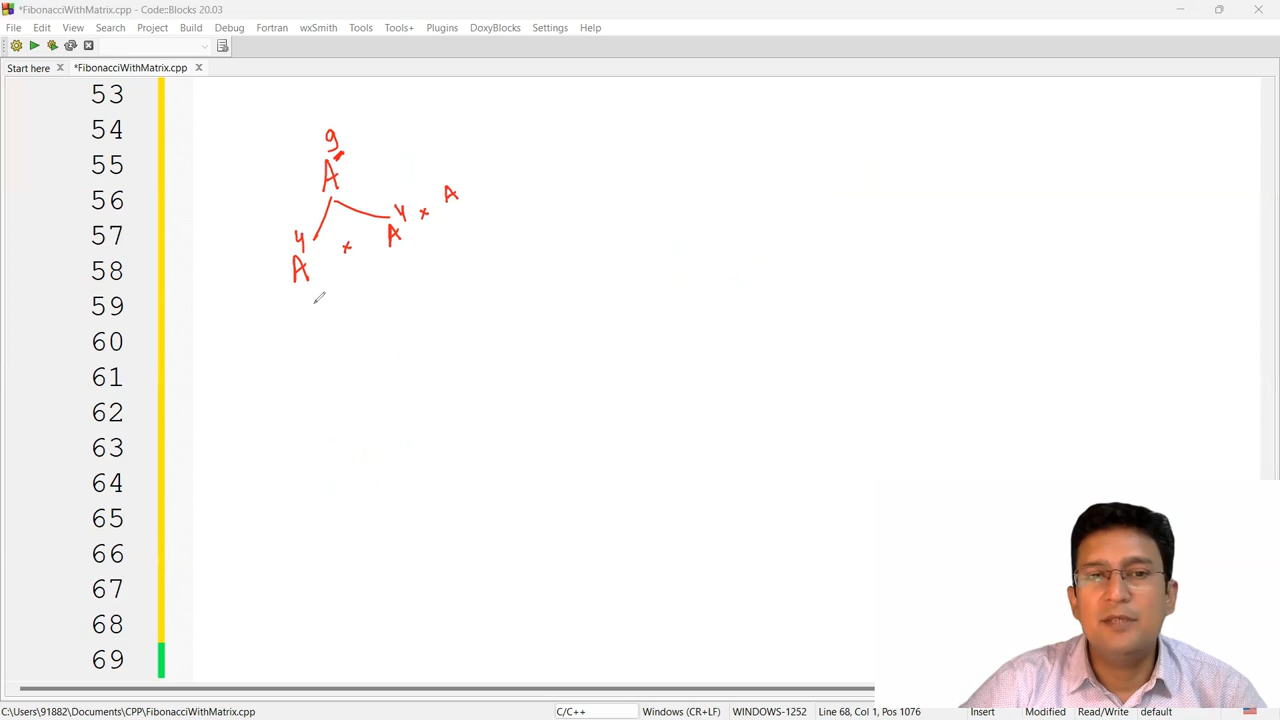 *FibonacciWithMatrix.cpp - Code::Blocks 20.03
File Edit View Search Project Build Debug Fortran wxSmith Tools Tools+ Plugins DoxyBlocks Settings Help
Start here *FibonacciWithMatrix.cpp
53
54
9
55
A
56
A
57
4 × A 4 × A
58
59
60
61
62
63
64
65
66
67
68
69
C:\Users\91882\Documents\CPP\FibonacciWithMatrix.cpp C/C++ Windows (CR+LF) WINDOWS-1252 Line 68, Col 1, Pos 1076 Insert Modified Read/Write default